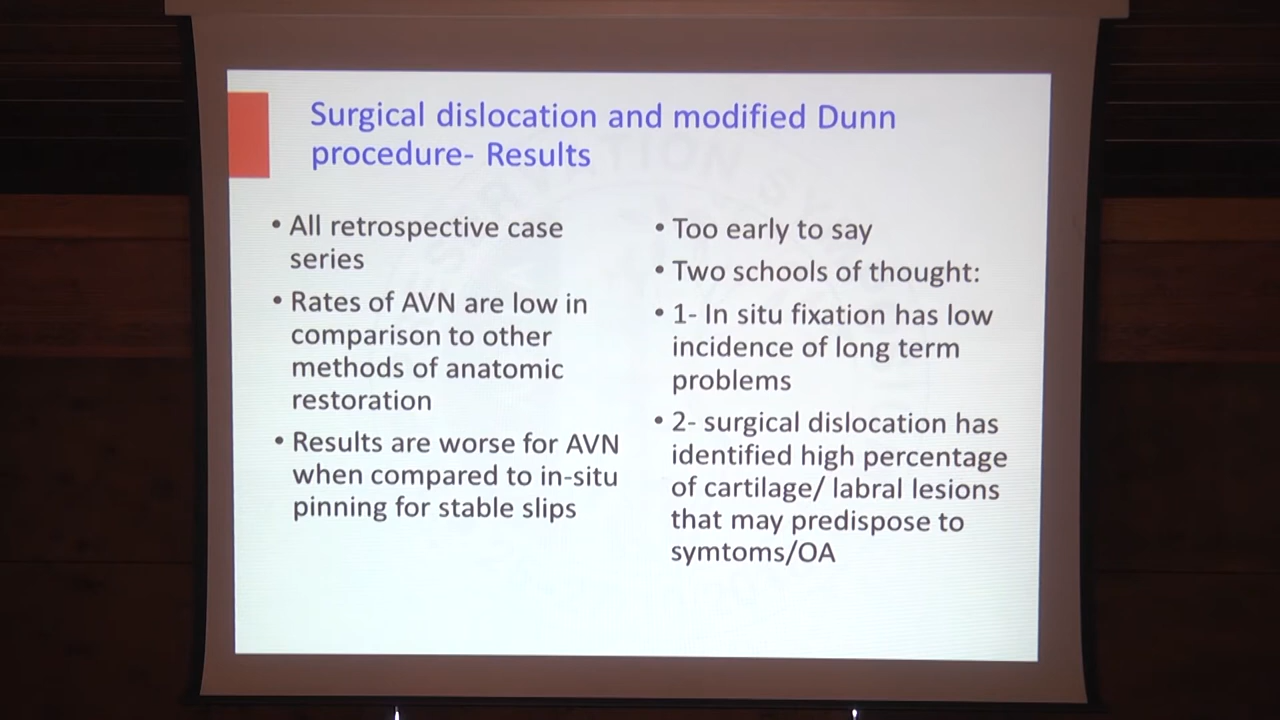 Surgical dislocation and modified Dunn
procedure- Results
• All retrospective case
series
• Rates of AVN are low in
comparison to other
methods of anatomic
restoration
• Results are worse for AVN
when compared to in-situ
pinning for stable slips
• Too early to say
• Two schools of thought:
• 1- In situ fixation has low
incidence of long term
problems
• 2- surgical dislocation has
identified high percentage
of cartilage/ labral lesions
that may predispose to
symtoms/OA